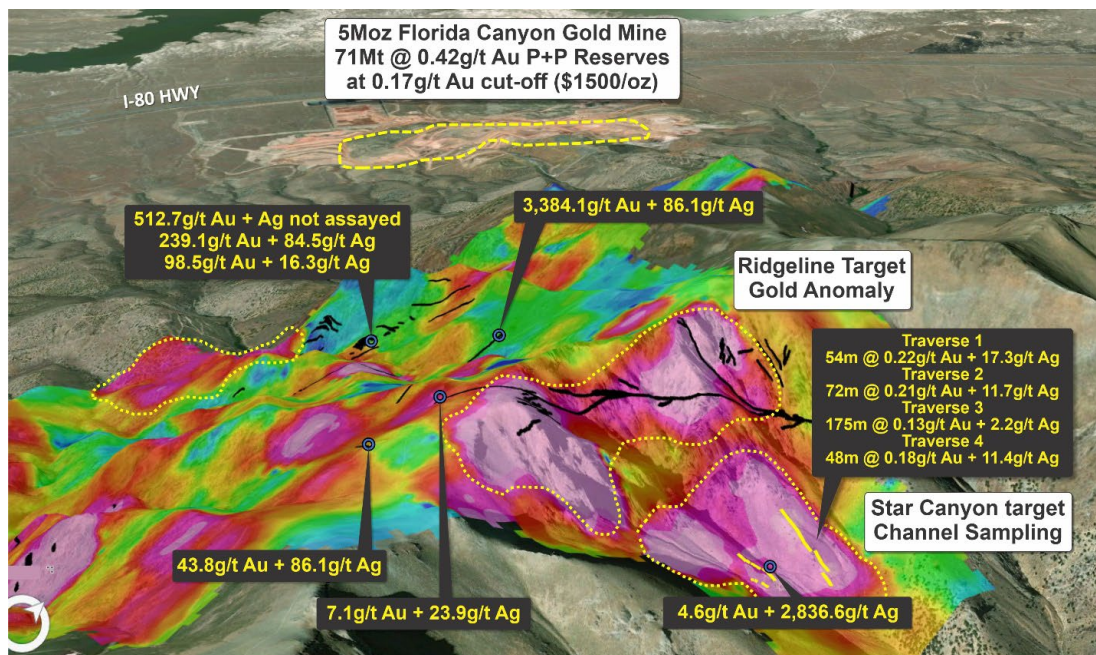 5Moz Florida Canyon Gold Mine
71Mt @ 0.42g/t Au P+P Reserves
at 0.17g/t Au cut-off ($1500/oz)
I-80 HWY
512.7g/t Au + Ag not assayed
239.1g/t Au + 84.5g/t Ag
98.5g/t Au + 16.3g/t Ag
3,384.1g/t Au + 86.1g/t Ag
Ridgeline Target
Gold Anomaly
Traverse 1
54m @ 0.22g/t Au + 17.3g/t Ag
Traverse 2
72m @ 0.21g/t Au + 11.7g/t Ag
Traverse 3
175m @ 0.13g/t Au + 2.2g/t Ag
Traverse 4
48m @ 0.18g/t Au + 11.4g/t Ag
Star Canyon target
Channel Sampling
43.8g/t Au + 86.1g/t Ag
7.1g/t Au + 23.9g/t Ag
4.6g/t Au + 2,836.6g/t Ag